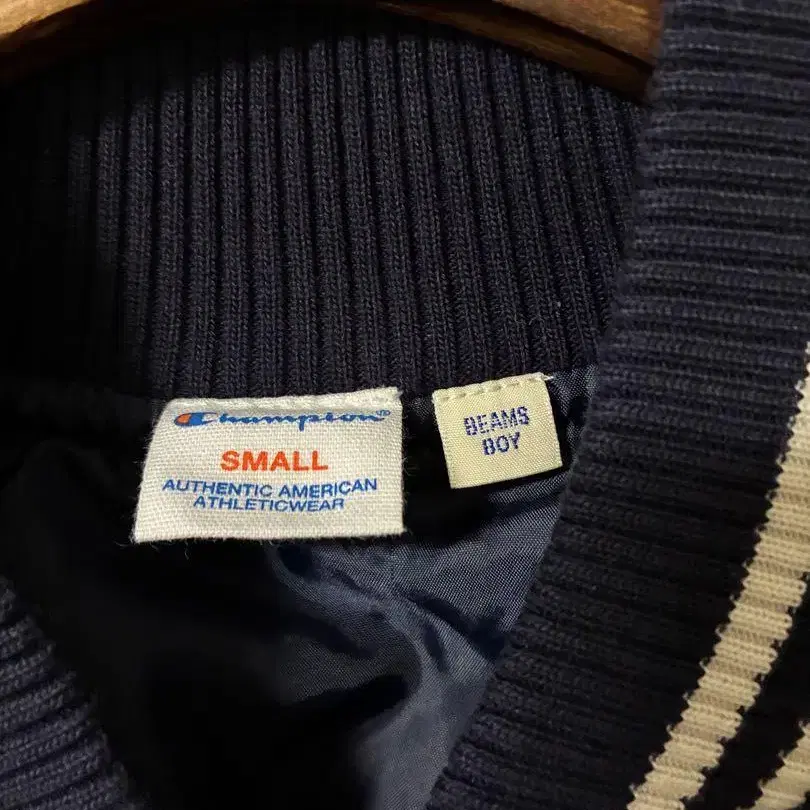 Champion®
SMALL
AUTHENTIC AMERICAN
ATHLETICWEAR
BEAMS
BOY